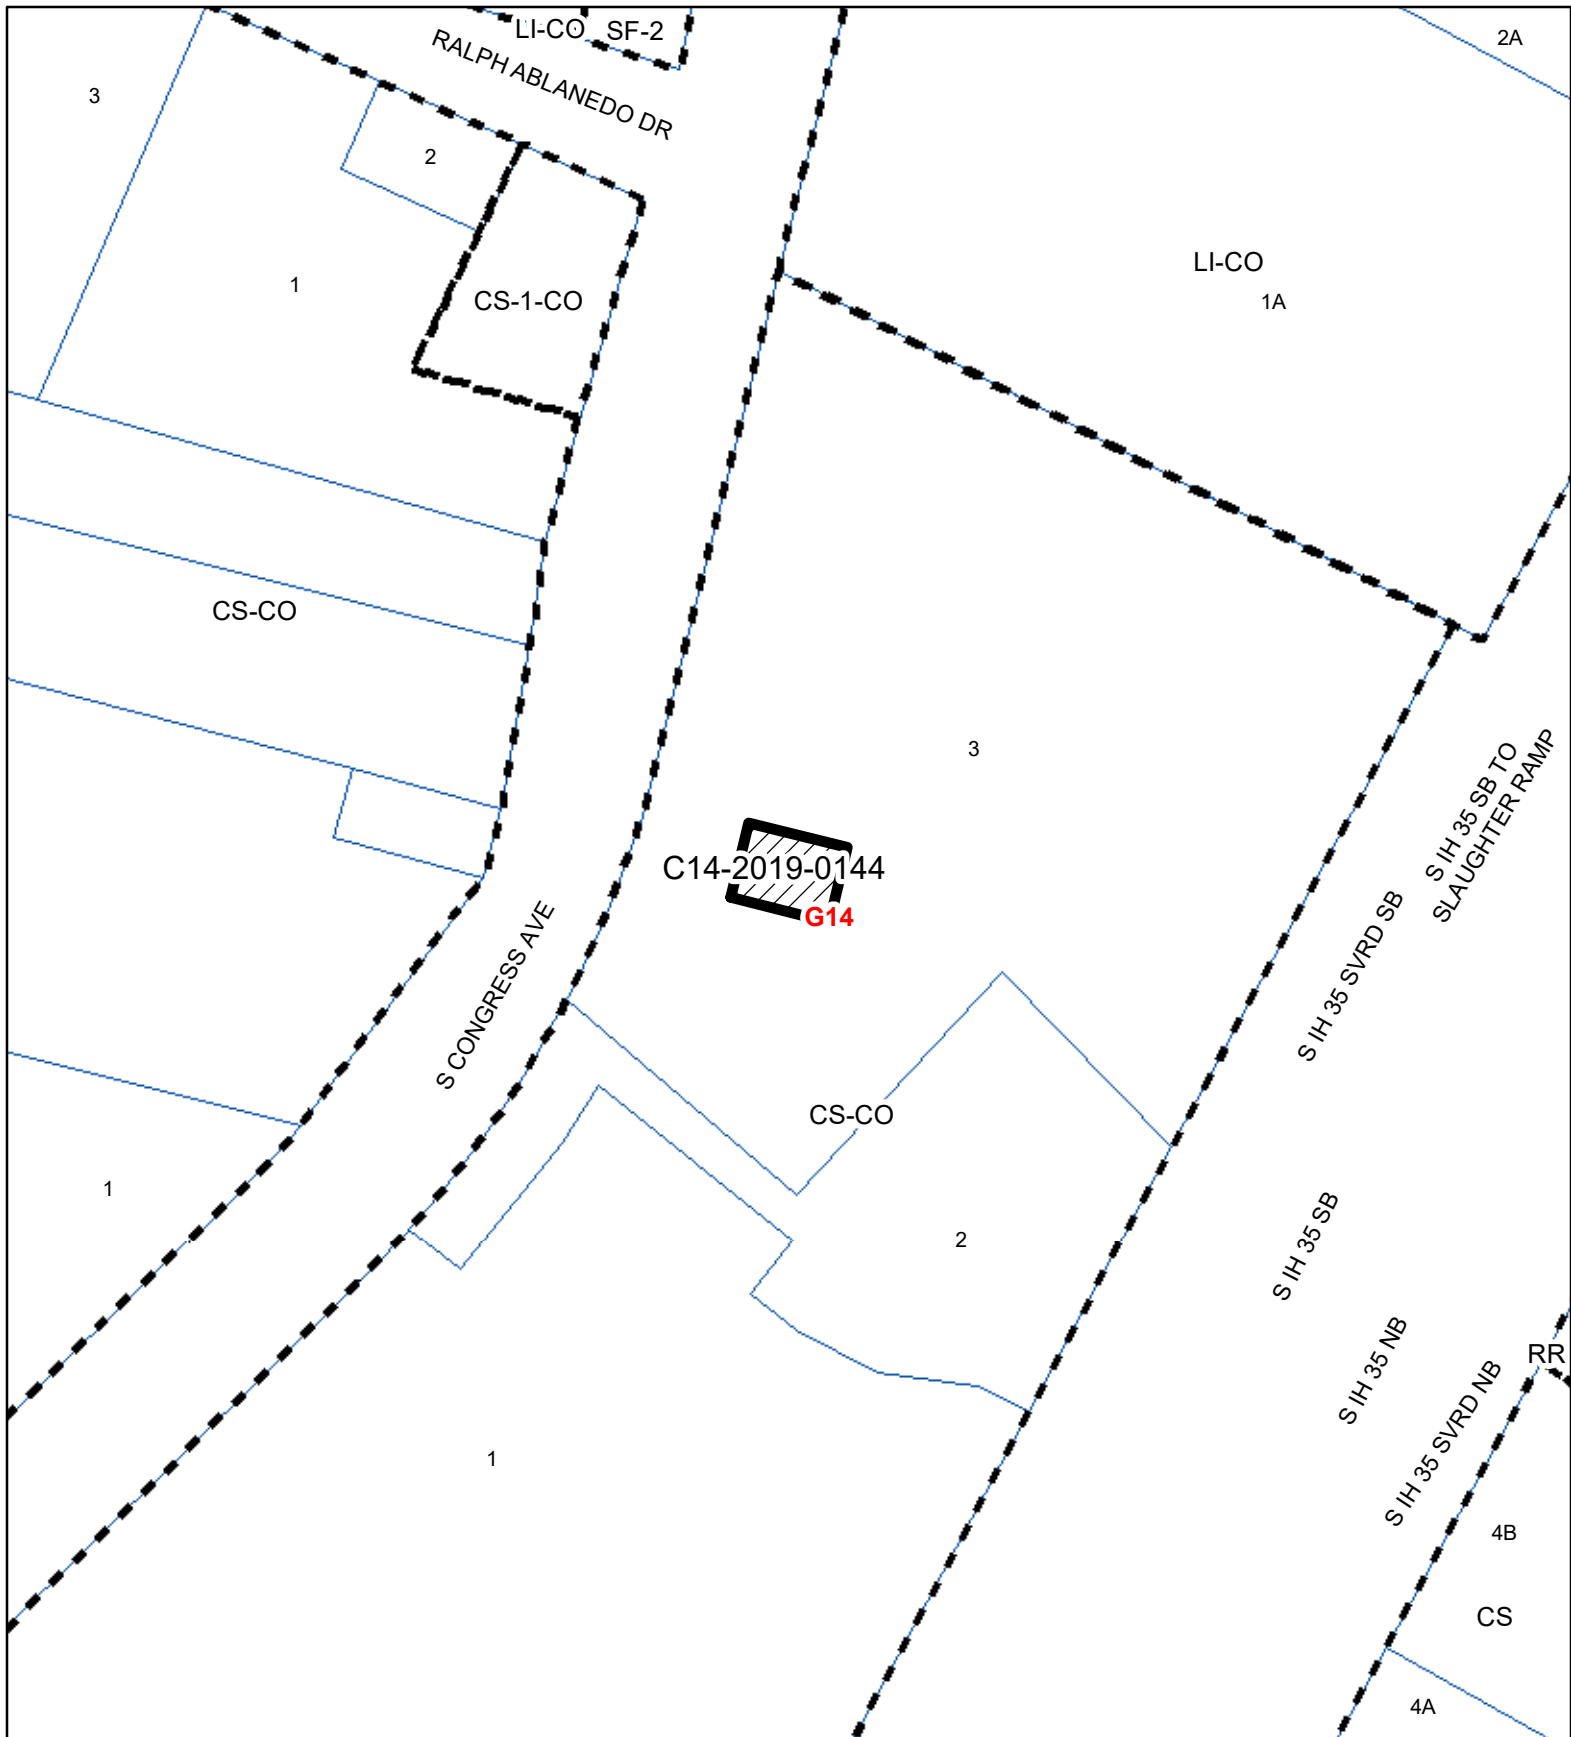 LI-CO
SF-2
2A
RALPH ABLANEDO DR
3
2
LI-CO
1
CS-1-CO
1A
CS-CO
3
S IH 35 SB TO
SLAUGHTER RAMP
C14-2019-0144
G14
S IH 35 SVRD SB
S CONGRESS AVE
CS-CO
1
2
S IH 35 SB
S IH 35 NB
RR
S IH 35 SVRD NB
1
4B
CS
4A